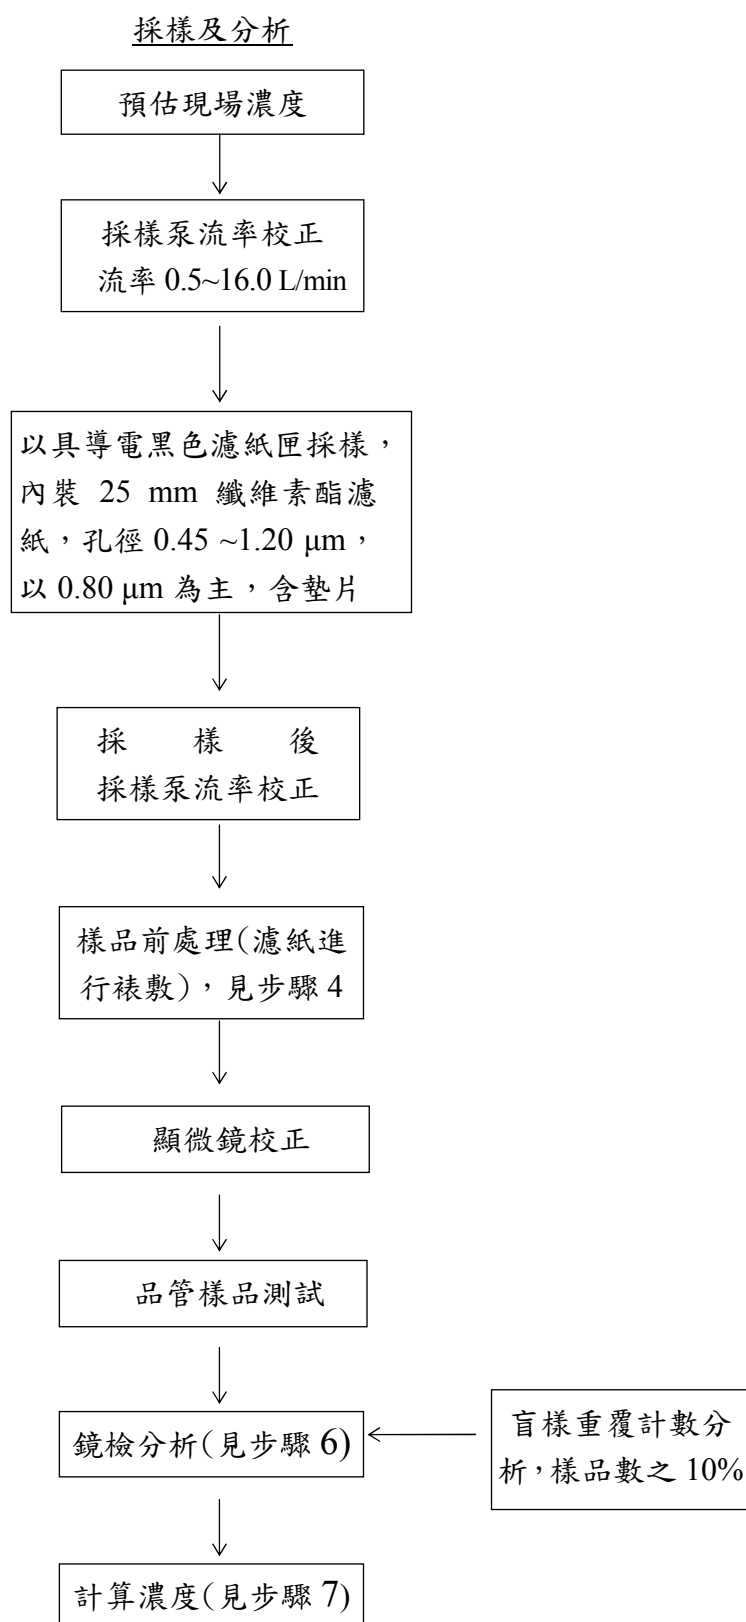 採樣及分析
預估現場濃度
採樣泵流率校正
流率 0.5~16.0 L/min
以具導電黑色濾紙匣採樣，
內裝 25 mm 纖維素酯濾
紙，孔徑 0.45 ~1.20 μm，
以 0.80 μm 為主，含墊片
採 樣 後
採樣泵流率校正
樣品前處理(濾紙進
行裱敷)，見步驟 4
顯微鏡校正
品管樣品測試
鏡檢分析(見步驟 6)
盲樣重覆計數分
析，樣品數之 10%
計算濃度(見步驟 7)